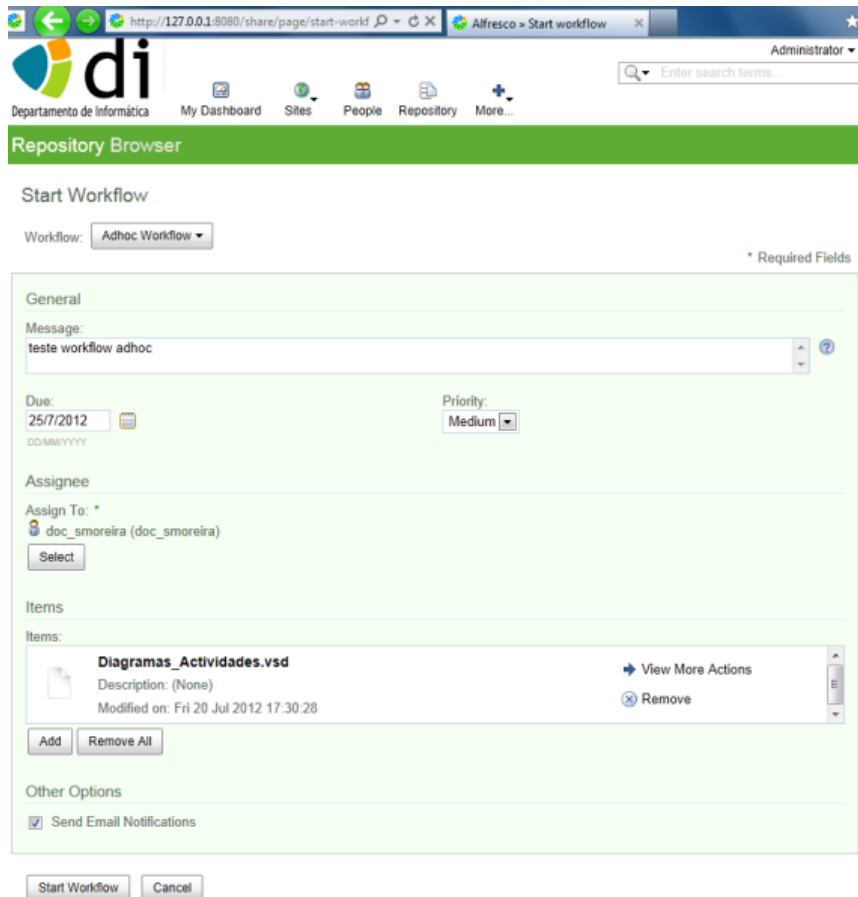 http://127.0.0.1:8080/share/page/start-workf
Alfresco » Start workflow
Administrator
di
Departamento de Informática
My Dashboard
Sites
People
Repository
More...
Enter search terms...
Repository Browser
Start Workflow
Workflow: Adhoc Workflow
* Required Fields
General
Message:
teste workflow adhoc
Due:
Priority:
25/7/2012
Medium
DD/MM/YYYY
Assignee
Assign To: *
doc_smoreira (doc_smoreira)
Select
Items
Items:
Diagramas_Actividades.vsd
Description: (None)
Modified on: Fri 20 Jul 2012 17:30:28
View More Actions
Remove
Add
Remove All
Other Options
Send Email Notifications
Start Workflow
Cancel